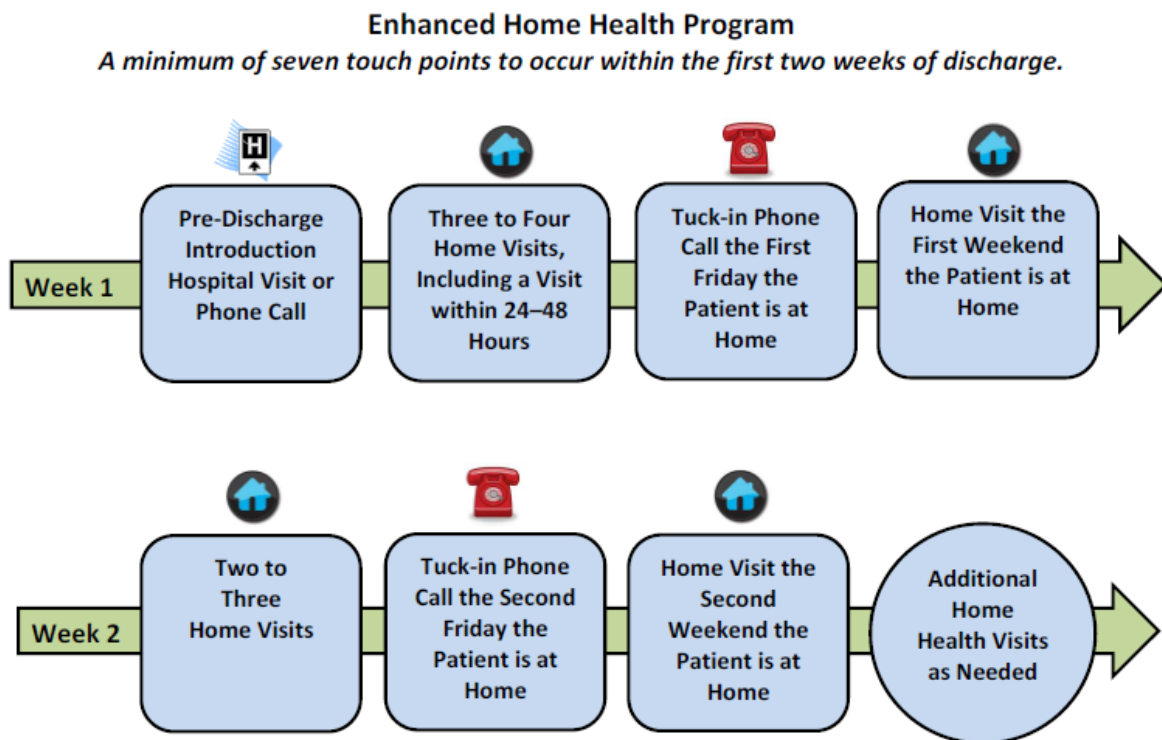 Enhanced Home Health Program
A minimum of seven touch points to occur within the first two weeks of discharge.
H
Week 1
Pre-Discharge
Introduction
Hospital Visit or
Phone Call
Three to Four
Home Visits,
Including a Visit
within 24–48
Hours
Tuck-in Phone
Call the First
Friday the
Patient is at
Home
Home Visit the
First Weekend
the Patient is at
Home
Week 2
Two to
Three
Home Visits
Tuck-in Phone
Call the Second
Friday the
Patient is at
Home
Home Visit the
Second
Weekend the
Patient is at
Home
Additional
Home
Health Visits
as Needed